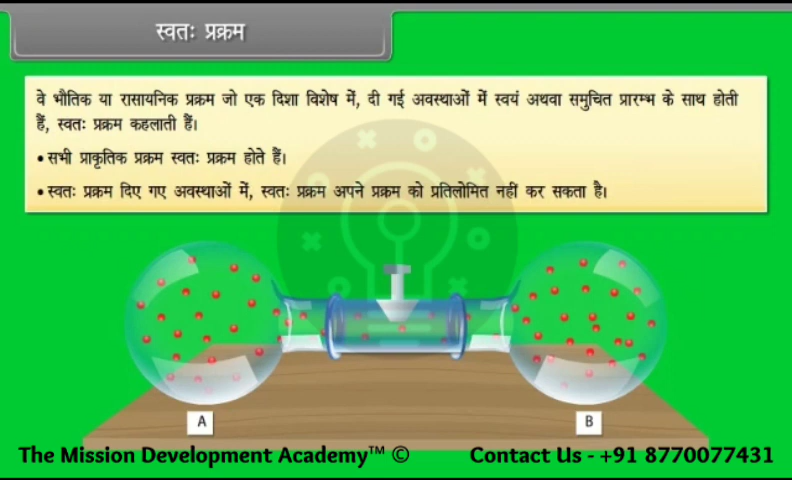 स्वतः प्रक्रम
वे भौतिक या रासायनिक प्रक्रम जो एक दिशा विशेष में, दी गई अवस्थाओं में स्वयं अथवा समुचित प्रारम्भ के साथ होती
हैं, स्वतः प्रक्रम कहलाती हैं।
• सभी प्राकृतिक प्रक्रम स्वतः प्रक्रम होते हैं।
• स्वतः प्रक्रम दिए गए अवस्थाओं में, स्वतः प्रक्रम अपने प्रक्रम को प्रतिलोमित नहीं कर सकता है।
A
B
The Mission Development Academy™ ©
Contact Us - +91 8770077431